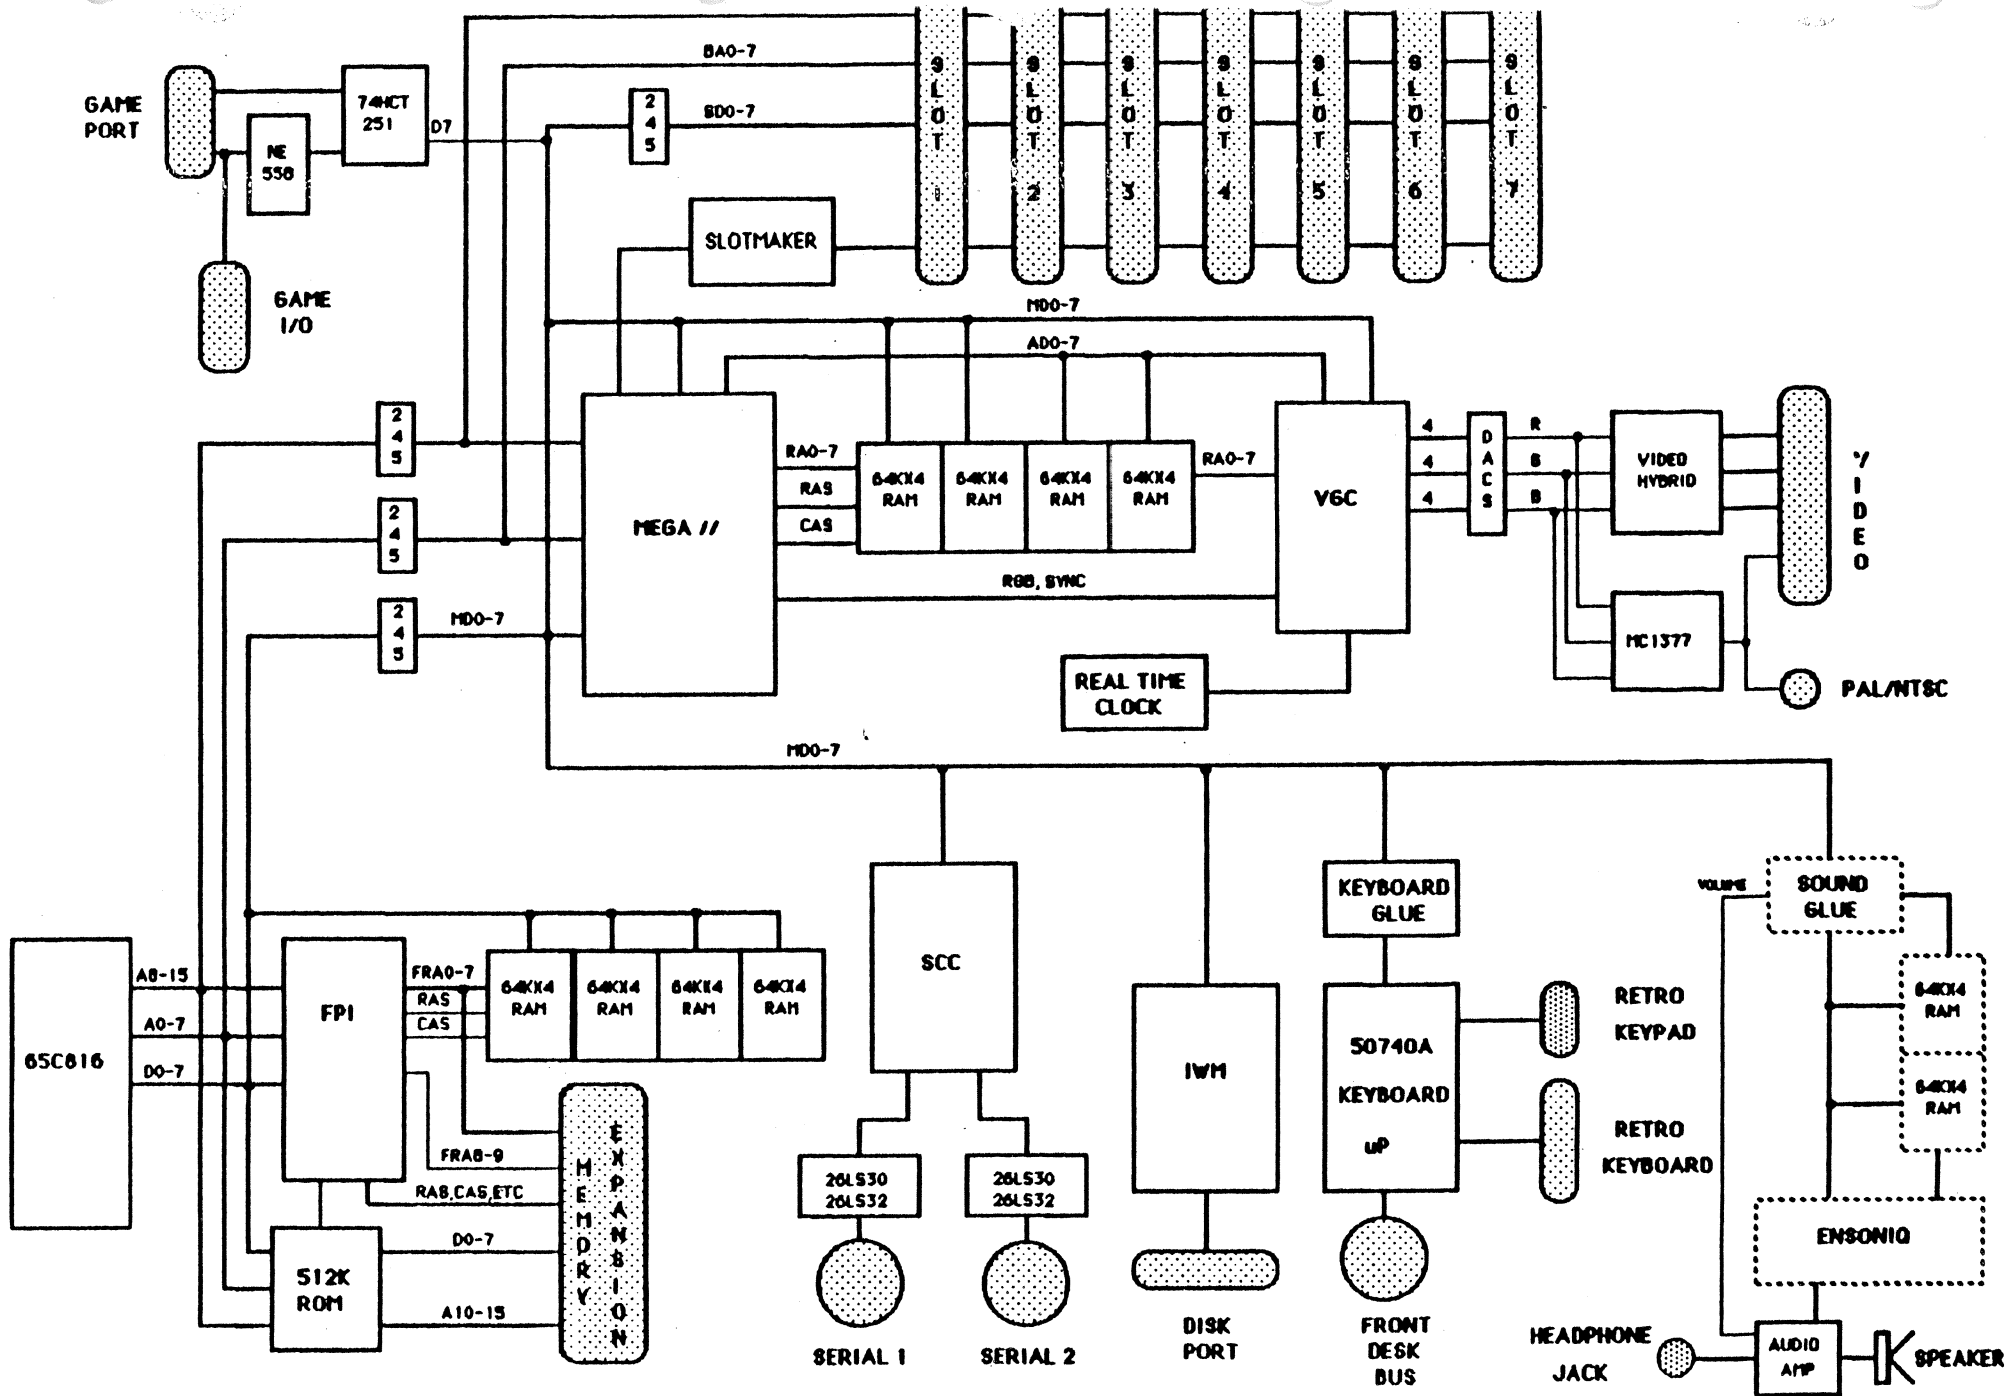 BA0-7
GAME
PORT
74HCT
251
D7
NE
558
2
4
5
SD0-7
SLOT 1
SLOT 2
SLOT 3
SLOT 4
SLOT 5
SLOT 6
SLOT 7
SLOTMAKER
GAME
I/O
MD0-7
AD0-7
2
4
5
2
4
5
2
4
5
MD0-7
MEGA //
RA0-7
RAS
CAS
64KX4
RAM
64KX4
RAM
64KX4
RAM
64KX4
RAM
RA0-7
RGB, SYNC
VGC
4
4
4
DACS
R
G
B
VIDEO
HYBRID
VIDEO
MC1377
PAL/NTSC
REAL TIME
CLOCK
MD0-7
65C816
A8-15
A0-7
D0-7
FPI
FRA0-7
RAS
CAS
64KX4
RAM
64KX4
RAM
64KX4
RAM
64KX4
RAM
FRA8-9
RAS,CAS,ETC
D0-7
A10-15
512K
ROM
MEMORY
EXPANSION
SCC
26LS30
26LS32
26LS30
26LS32
SERIAL 1
SERIAL 2
IWM
DISK
PORT
KEYBOARD
GLUE
50740A
KEYBOARD
uP
RETRO
KEYPAD
RETRO
KEYBOARD
FRONT
DESK
BUS
VOLUME
SOUND
GLUE
64KX4
RAM
64KX4
RAM
ENSONIQ
HEADPHONE
JACK
AUDIO
AMP
SPEAKER